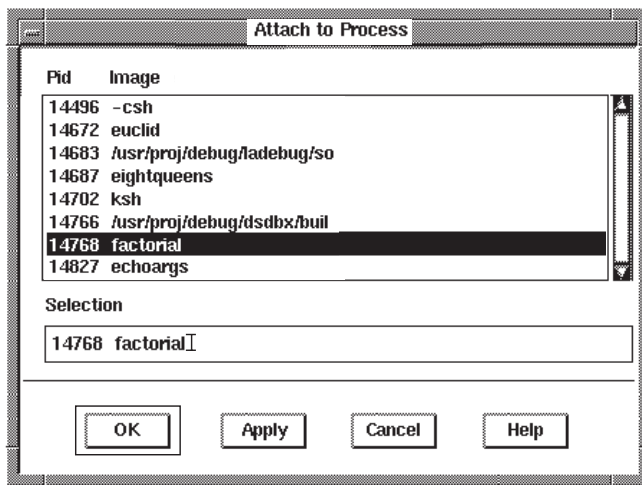 Attach to Process
Pid Image
14496 -csh
14672 euclid
14683 /usr/proj/debug/ladebug/so
14687 eightqueens
14702 ksh
14766 /usr/proj/debug/dsdbx/buil
14768 factorial
14827 echoargs
Selection
14768 factorial
OK Apply Cancel Help